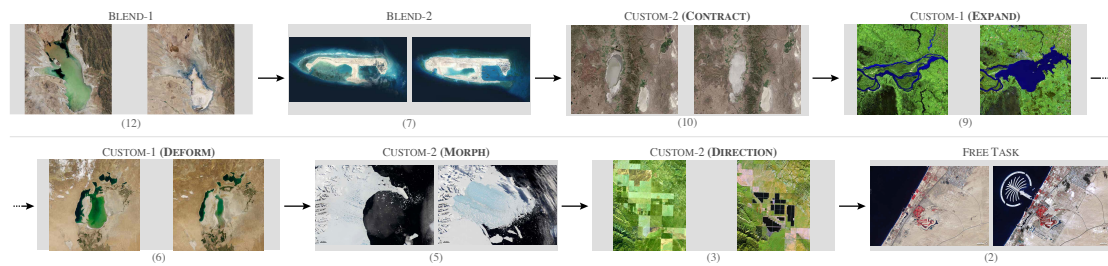 BLEND-1
BLEND-2
CUSTOM-2 (CONTRACT)
CUSTOM-1 (EXPAND)
(12)
(7)
(10)
(9)
CUSTOM-1 (DEFORM)
CUSTOM-2 (MORPH)
CUSTOM-2 (DIRECTION)
FREE TASK
(6)
(5)
(3)
(2)